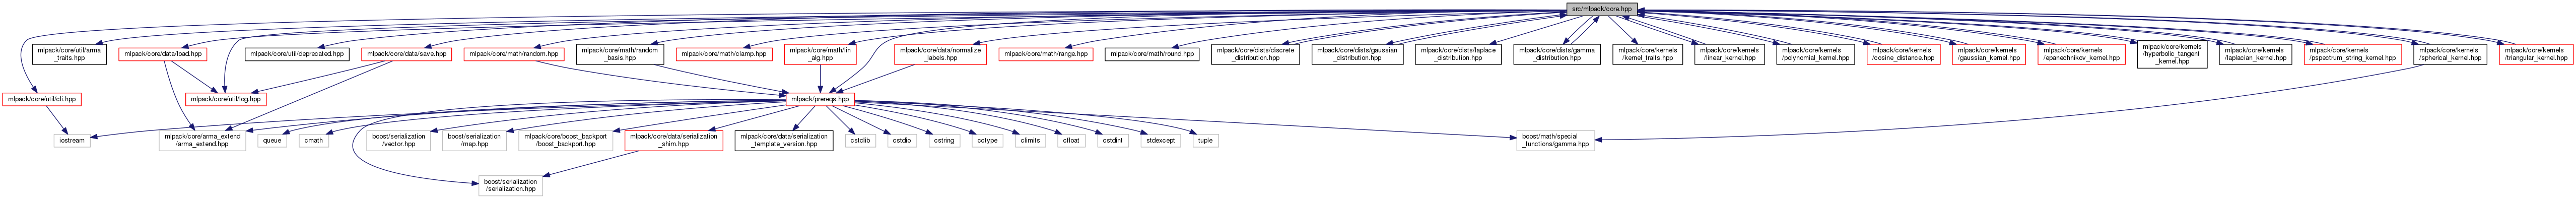 src/mlpack/core.hpp
mlpack/core/util/arma
_traits.hpp
mlpack/core/data/load.hpp
mlpack/core/util/deprecated.hpp
mlpack/core/data/save.hpp
mlpack/core/math/random.hpp
mlpack/core/math/random
_basis.hpp
mlpack/core/math/clamp.hpp
mlpack/core/math/lin
_alg.hpp
mlpack/core/data/normalize
_labels.hpp
mlpack/core/math/range.hpp
mlpack/core/math/round.hpp
mlpack/core/dists/discrete
_distribution.hpp
mlpack/core/dists/gaussian
_distribution.hpp
mlpack/core/dists/laplace
_distribution.hpp
mlpack/core/dists/gamma
_distribution.hpp
mlpack/core/kernels
/kernel_traits.hpp
mlpack/core/kernels
/linear_kernel.hpp
mlpack/core/kernels
/polynomial_kernel.hpp
mlpack/core/kernels
/cosine_distance.hpp
mlpack/core/kernels
/gaussian_kernel.hpp
mlpack/core/kernels
/epanechnikov_kernel.hpp
mlpack/core/kernels
/hyperbolic_tangent
_kernel.hpp
mlpack/core/kernels
/laplacian_kernel.hpp
mlpack/core/kernels
/pspectrum_string_kernel.hpp
mlpack/core/kernels
/spherical_kernel.hpp
mlpack/core/kernels
/triangular_kernel.hpp
mlpack/core/util/cli.hpp
mlpack/core/util/log.hpp
mlpack/prereqs.hpp
iostream
mlpack/core/arma_extend
/arma_extend.hpp
queue
cmath
boost/serialization
/vector.hpp
boost/serialization
/map.hpp
mlpack/core/boost_backport
/boost_backport.hpp
mlpack/core/data/serialization
_shim.hpp
mlpack/core/data/serialization
_template_version.hpp
cstdlib
cstdio
cstring
cctype
climits
cfloat
cstdint
stdexcept
tuple
boost/math/special
_functions/gamma.hpp
boost/serialization
/serialization.hpp